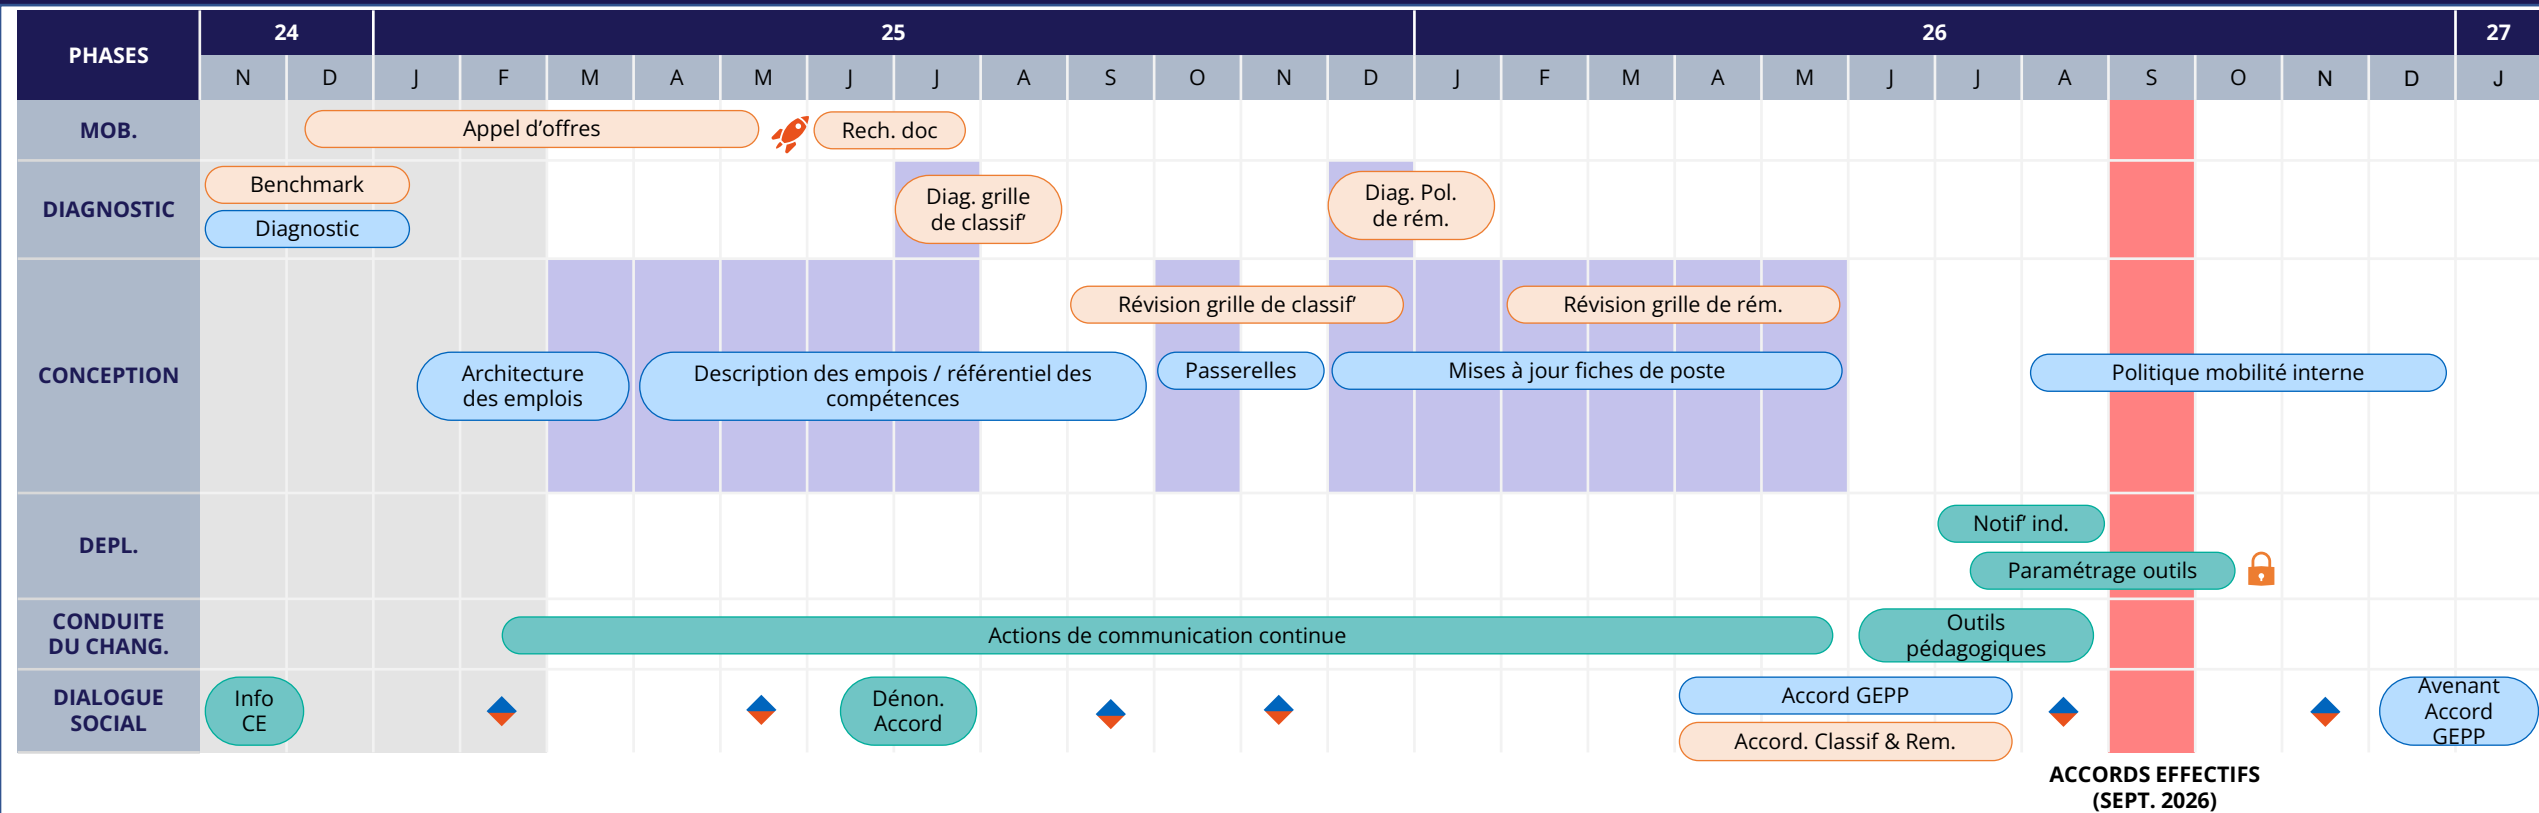 PHASES
24 25 26 27
N D J F M A M J J A S O N D J F M A M J J A S O N D J
MOB.
Appel d’offres
Rech. doc
DIAGNOSTIC
Benchmark
Diagnostic
Diag. grille
de classif’
Diag. Pol.
de rém.
CONCEPTION
Révision grille de classif’
Révision grille de rém.
Architecture
des emplois
Description des empois / référentiel des
compétences
Passerelles
Mises à jour fiches de poste
Politique mobilité interne
DEPL.
Notif’ ind.
Paramétrage outils
CONDUITE
DU CHANG.
Actions de communication continue
Outils
pédagogiques
DIALOGUE
SOCIAL
Info
CE
Dénon.
Accord
Accord GEPP
Accord. Classif & Rem.
Avenant
Accord
GEPP
ACCORDS EFFECTIFS
(SEPT. 2026)